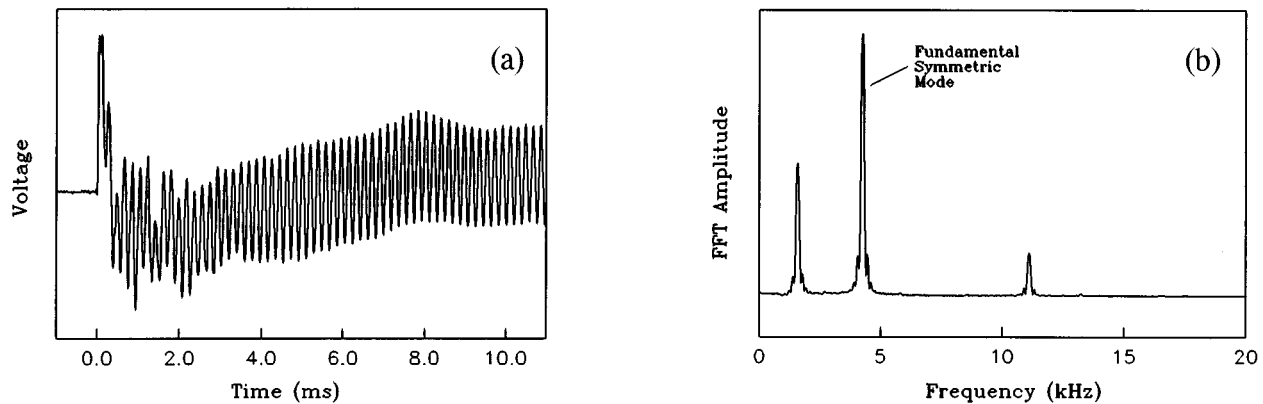 (a)
Voltage
0.0 2.0 4.0 6.0 8.0 10.0
Time (ms)
(b)
Fundamental
Symmetric
Mode
FFT Amplitude
0 5 10 15 20
Frequency (kHz)